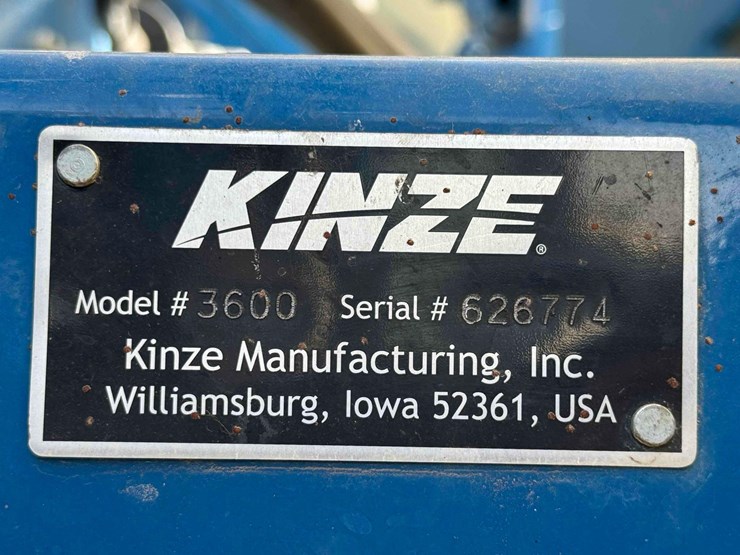 KINZE®
Model # 3600 Serial # 626774
Kinze Manufacturing, Inc.
Williamsburg, Iowa 52361, USA